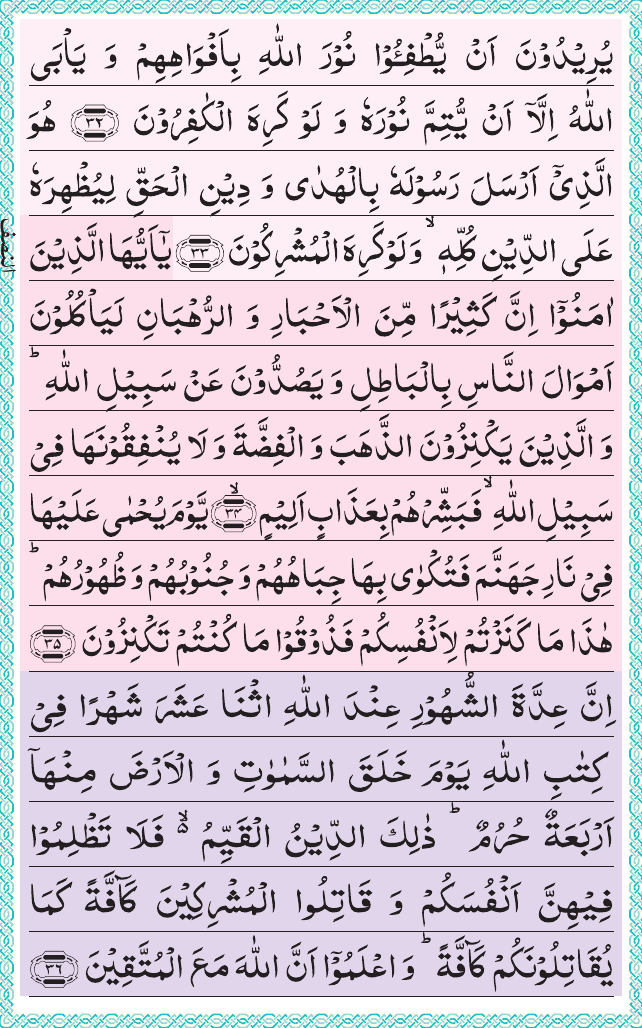 يُرِيْدُوْنَ اَنْ يُّطْفِـُٔوْا نُوْرَ اللّٰهِ بِاَفْوَاهِهِمْ وَ يَاْبَى
اللّٰهُ اِلَّاۤ اَنْ يُّتِمَّ نُوْرَهٗ وَ لَوْ كَرِهَ الْكٰفِرُوْنَ ﴿۳۲﴾ هُوَ
الَّذِيْۤ اَرْسَلَ رَسُوْلَهٗ بِالْهُدٰى وَ دِيْنِ الْحَقِّ لِيُظْهِرَهٗ
عَلَى الدِّيْنِ كُلِّهٖ ۙ وَلَوْ كَرِهَ الْمُشْرِكُوْنَ ﴿۳۳﴾ يٰۤاَيُّهَا الَّذِيْنَ
اٰمَنُوْۤا اِنَّ كَثِيْرًا مِّنَ الْاَحْبَارِ وَ الرُّهْبَانِ لَيَاْكُلُوْنَ
اَمْوَالَ النَّاسِ بِالْبَاطِلِ وَ يَصُدُّوْنَ عَنْ سَبِيْلِ اللّٰهِ ؕ
وَ الَّذِيْنَ يَكْنِزُوْنَ الذَّهَبَ وَ الْفِضَّةَ وَ لَا يُنْفِقُوْنَهَا فِيْ
سَبِيْلِ اللّٰهِ ۙ فَبَشِّرْهُمْ بِعَذَابٍ اَلِيْمٍ ۙ﴿۳۴﴾ يَّوْمَ يُحْمٰى عَلَيْهَا
فِيْ نَارِ جَهَنَّمَ فَتُكْوٰى بِهَا جِبَاهُهُمْ وَ جُنُوْبُهُمْ وَ ظُهُوْرُهُمْ ؕ
هٰذَا مَا كَنَزْتُمْ لِاَنْفُسِكُمْ فَذُوْقُوْا مَا كُنْتُمْ تَكْنِزُوْنَ ﴿۳۵﴾
اِنَّ عِدَّةَ الشُّهُوْرِ عِنْدَ اللّٰهِ اثْنَا عَشَرَ شَهْرًا فِيْ
كِتٰبِ اللّٰهِ يَوْمَ خَلَقَ السَّمٰوٰتِ وَ الْاَرْضَ مِنْهَاۤ
اَرْبَعَةٌ حُرُمٌ ؕ ذٰلِكَ الدِّيْنُ الْقَيِّمُ ۙ۬ فَلَا تَظْلِمُوْا
فِيْهِنَّ اَنْفُسَكُمْ وَ قَاتِلُوا الْمُشْرِكِيْنَ كَآفَّةً كَمَا
يُقَاتِلُوْنَكُمْ كَآفَّةً ؕ وَ اعْلَمُوْۤا اَنَّ اللّٰهَ مَعَ الْمُتَّقِيْنَ ﴿۳۶﴾